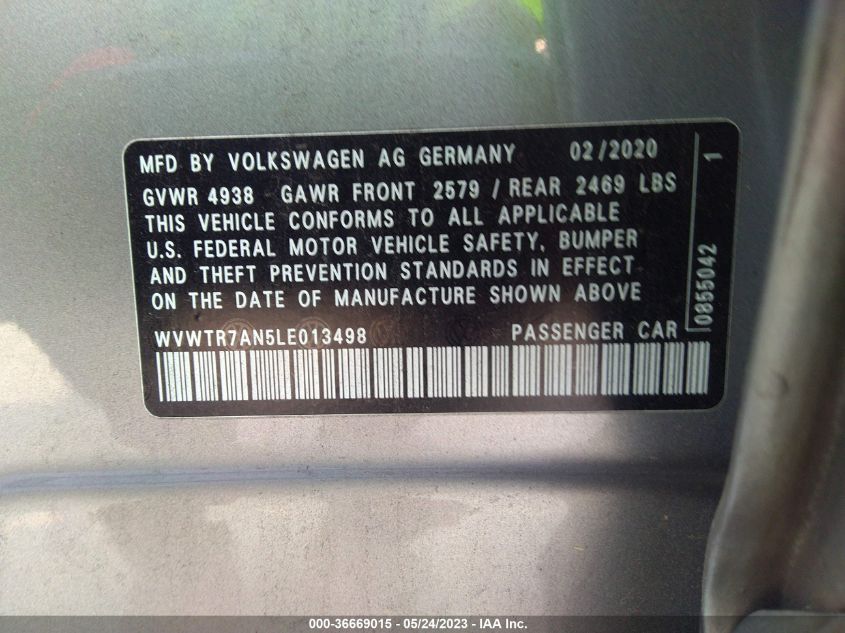 MFD BY VOLKSWAGEN AG GERMANY 02/2020
GVWR 4938 GAWR FRONT 2579 / REAR 2469 LBS
THIS VEHICLE CONFORMS TO ALL APPLICABLE
U.S. FEDERAL MOTOR VEHICLE SAFETY, BUMPER
AND THEFT PREVENTION STANDARDS IN EFFECT
ON THE DATE OF MANUFACTURE SHOWN ABOVE
WVWTR7AN5LE013498 PASSENGER CAR
0855042 1
000-36669015 - 05/24/2023 - IAA Inc.